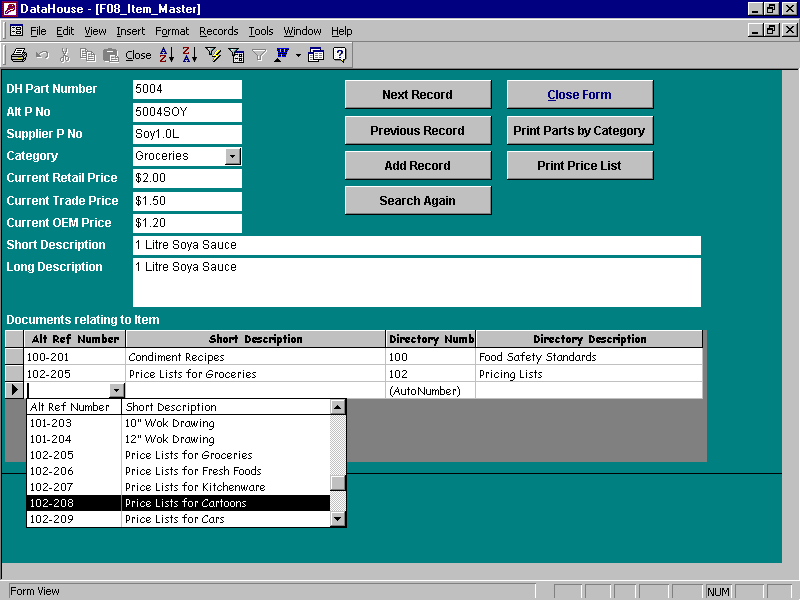 DataHouse - [F08_Item_Master]
File Edit View Insert Format Records Tools Window Help
Close
DH Part Number 5004
Alt P No 5004SOY
Supplier P No Soy1.0L
Category Groceries
Current Retail Price $2.00
Current Trade Price $1.50
Current OEM Price $1.20
Short Description 1 Litre Soya Sauce
Long Description 1 Litre Soya Sauce
Next Record Close Form
Previous Record Print Parts by Category
Add Record Print Price List
Search Again
Documents relating to Item
Alt Ref Number Short Description Directory Numb Directory Description
100-201 Condiment Recipes 100 Food Safety Standards
102-205 Price Lists for Groceries 102 Pricing Lists
(AutoNumber)
Alt Ref Number Short Description
101-203 10" Wok Drawing
101-204 12" Wok Drawing
102-205 Price Lists for Groceries
102-206 Price Lists for Fresh Foods
102-207 Price Lists for Kitchenware
102-208 Price Lists for Cartoons
102-209 Price Lists for Cars
Form View NUM